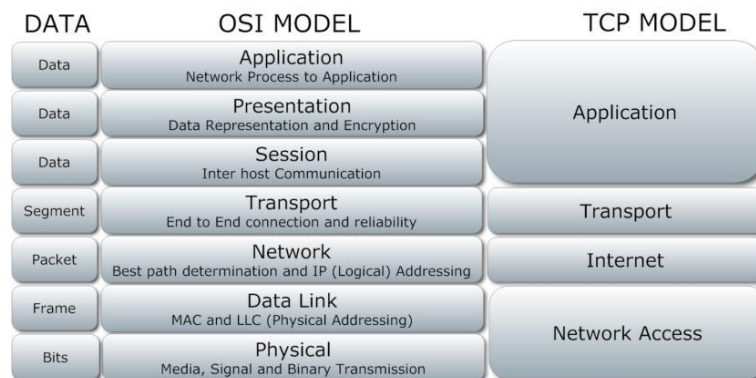 DATA OSI MODEL TCP MODEL
Data
Application
Network Process to Application
Data
Presentation
Data Representation and Encryption
Data
Session
Inter host Communication
Application
Segment
Transport
End to End connection and reliability
Transport
Packet
Network
Best path determination and IP (Logical) Addressing
Internet
Frame
Data Link
MAC and LLC (Physical Addressing)
Bits
Physical
Media, Signal and Binary Transmission
Network Access